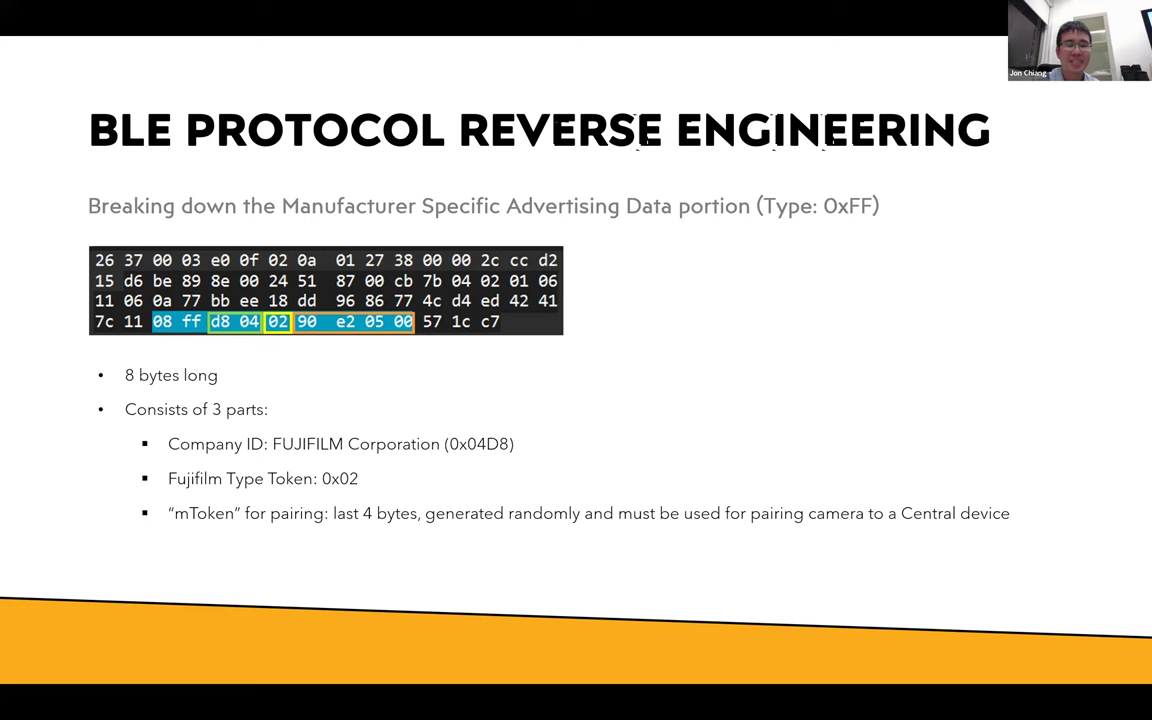 Jon Chiang
BLE PROTOCOL REVERSE ENGINEERING
Breaking down the Manufacturer Specific Advertising Data portion (Type: 0xFF)
26 37 00 03 e0 0f 02 0a 01 27 38 00 00 2c cc d2
15 d6 be 89 8e 00 24 51 87 00 cb 7b 04 02 01 06
11 06 0a 77 bb ee 18 dd 96 86 77 4c d4 ed 42 41
7c 11 08 ff d8 04 02 90 e2 05 00 57 1c c7
• 8 bytes long
• Consists of 3 parts:
▪ Company ID: FUJIFILM Corporation (0x04D8)
▪ Fujifilm Type Token: 0x02
▪ “mToken” for pairing: last 4 bytes, generated randomly and must be used for pairing camera to a Central device